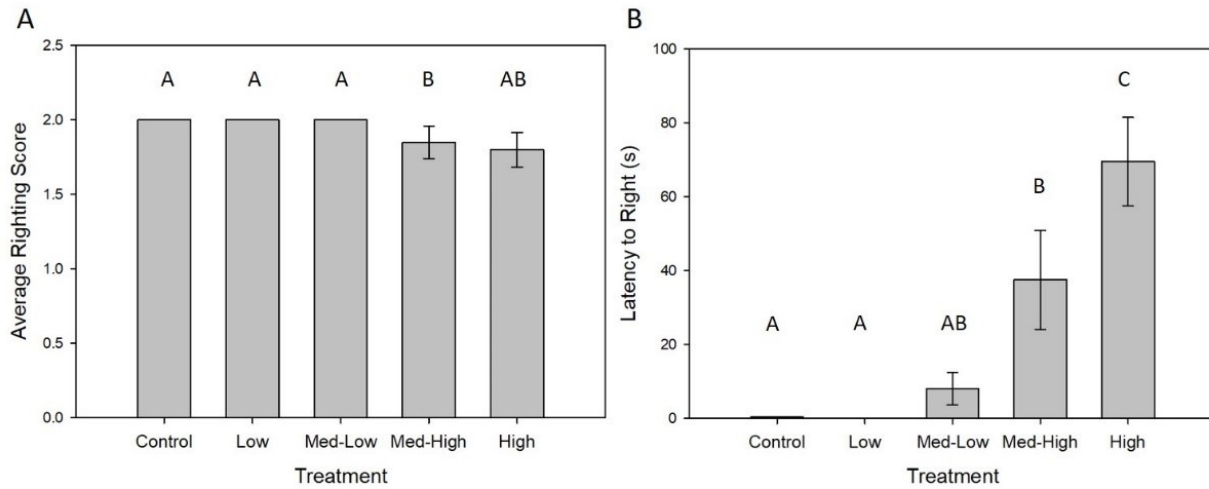 A
Average Righting Score
2.5
2.0
1.5
1.0
0.5
0.0
A A A B AB
Control Low Med-Low Med-High High
Treatment
B
Latency to Right (s)
100
80
60
40
20
0
A A AB B C
Control Low Med-Low Med-High High
Treatment